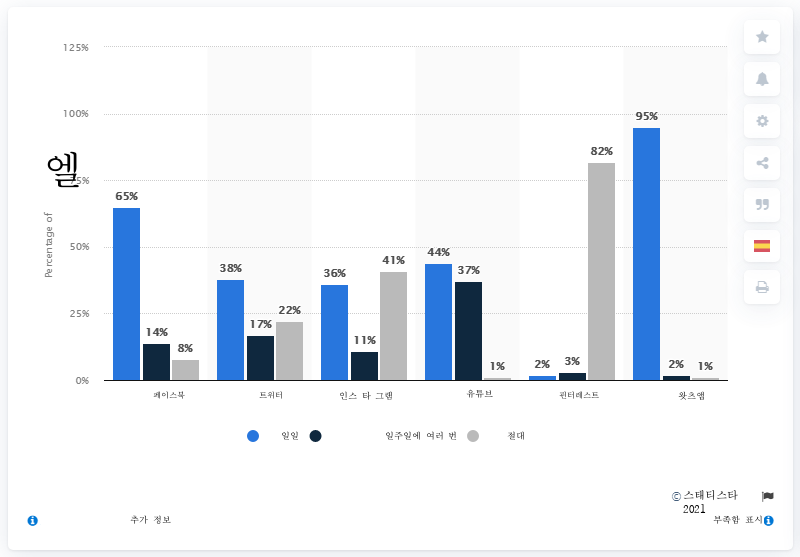 125%
100%
엘
75%
50%
25%
0%
Percentage of
65%
14%
8%
38%
17%
22%
36%
11%
41%
44%
37%
1%
2%
3%
82%
95%
2%
1%
페이스북
트위터
인스 타 그램
유튜브
핀터레스트
왓츠앱
일일
일주일에 여러 번
절대
© 스태티스타
2021
추가 정보
부족함 표시